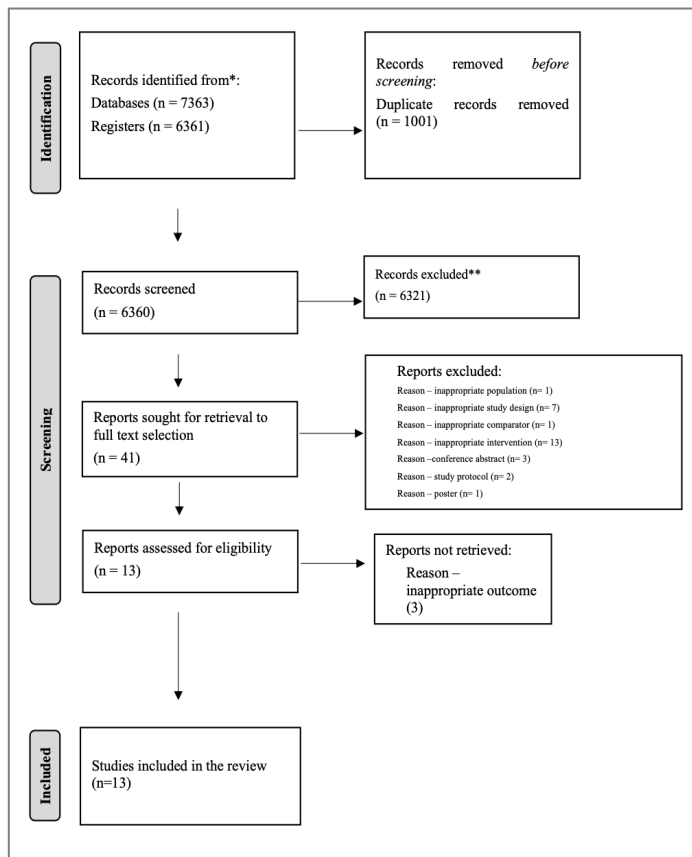 Identification
Records identified from*:
Databases (n = 7363)
Registers (n = 6361)
Records removed before
screening:
Duplicate records removed
(n = 1001)
Screening
Records screened
(n = 6360)
Records excluded**
(n = 6321)
Reports sought for retrieval to
full text selection
(n = 41)
Reports excluded:
Reason – inappropriate population (n= 1)
Reason – inappropriate study design (n= 7)
Reason – inappropriate comparator (n= 1)
Reason – inappropriate intervention (n= 13)
Reason –conference abstract (n= 3)
Reason – study protocol (n= 2)
Reason – poster (n= 1)
Reports assessed for eligibility
(n = 13)
Reports not retrieved:
Reason –
inappropriate outcome
(3)
Included
Studies included in the review
(n=13)